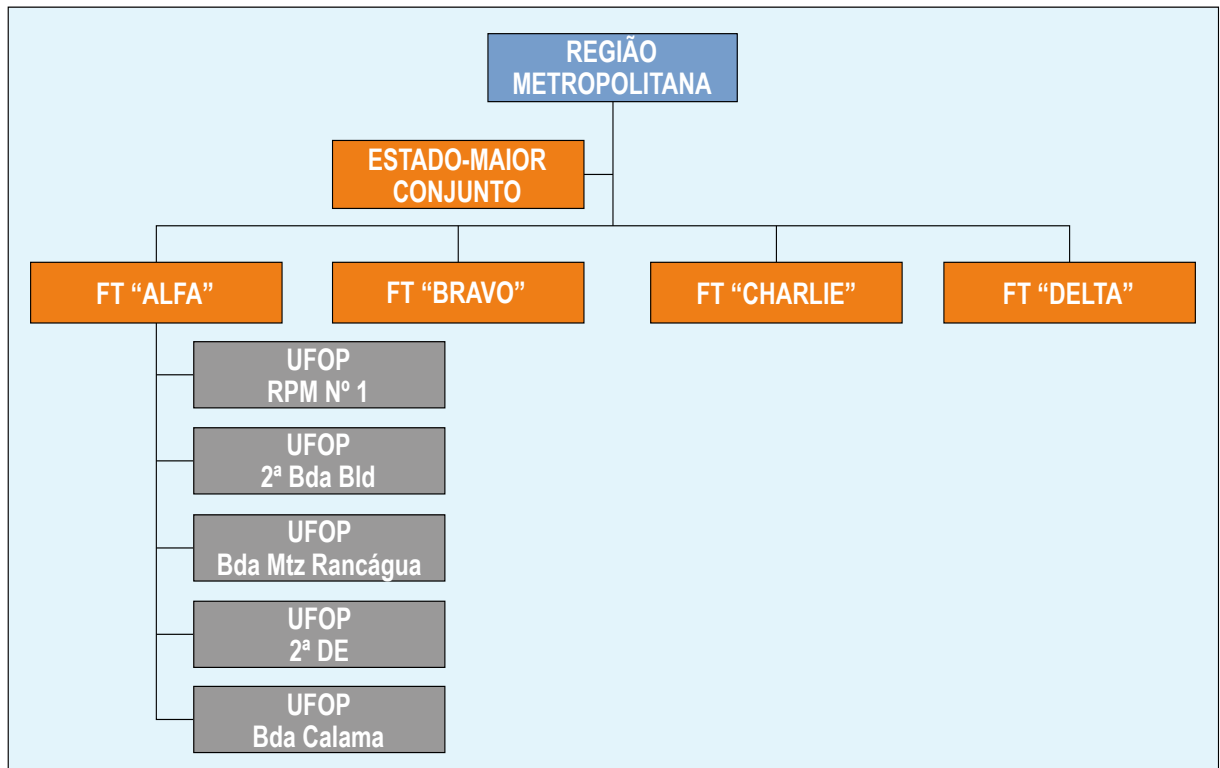 REGIÃO
METROPOLITANA
ESTADO-MAIOR
CONJUNTO
FT “ALFA”
FT “BRAVO”
FT “CHARLIE”
FT “DELTA”
UFOP
RPM Nº 1
UFOP
2ª Bda Bld
UFOP
Bda Mtz Rancágua
UFOP
2ª DE
UFOP
Bda Calama